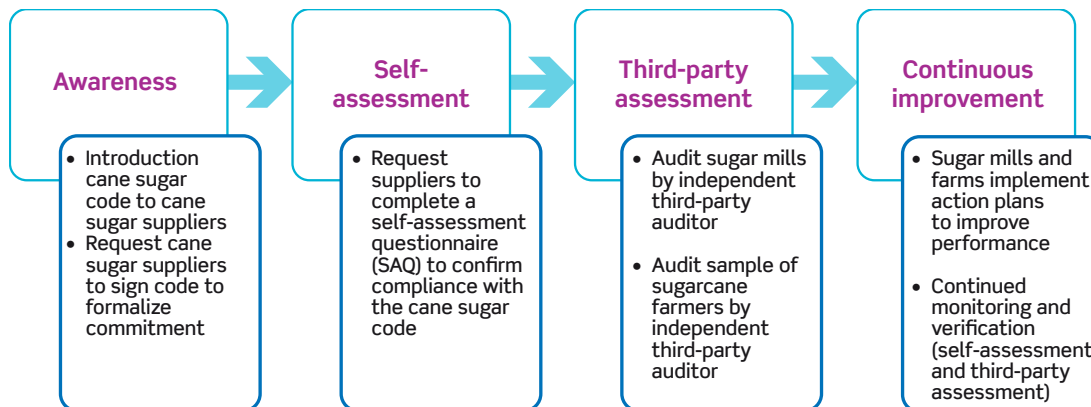 Awareness
• Introduction
cane sugar
code to cane
sugar suppliers
• Request cane
sugar suppliers
to sign code to
formalize
commitment
Self-
assessment
• Request
suppliers to
complete a
self-assessment
questionnaire
(SAQ) to confirm
compliance with
the cane sugar
code
Third-party
assessment
• Audit sugar mills
by independent
third-party
auditor
• Audit sample of
sugarcane
farmers by
independent
third-party
auditor
Continuous
improvement
• Sugar mills and
farms implement
action plans
to improve
performance
• Continued
monitoring and
verification
(self-assessment
and third-party
assessment)